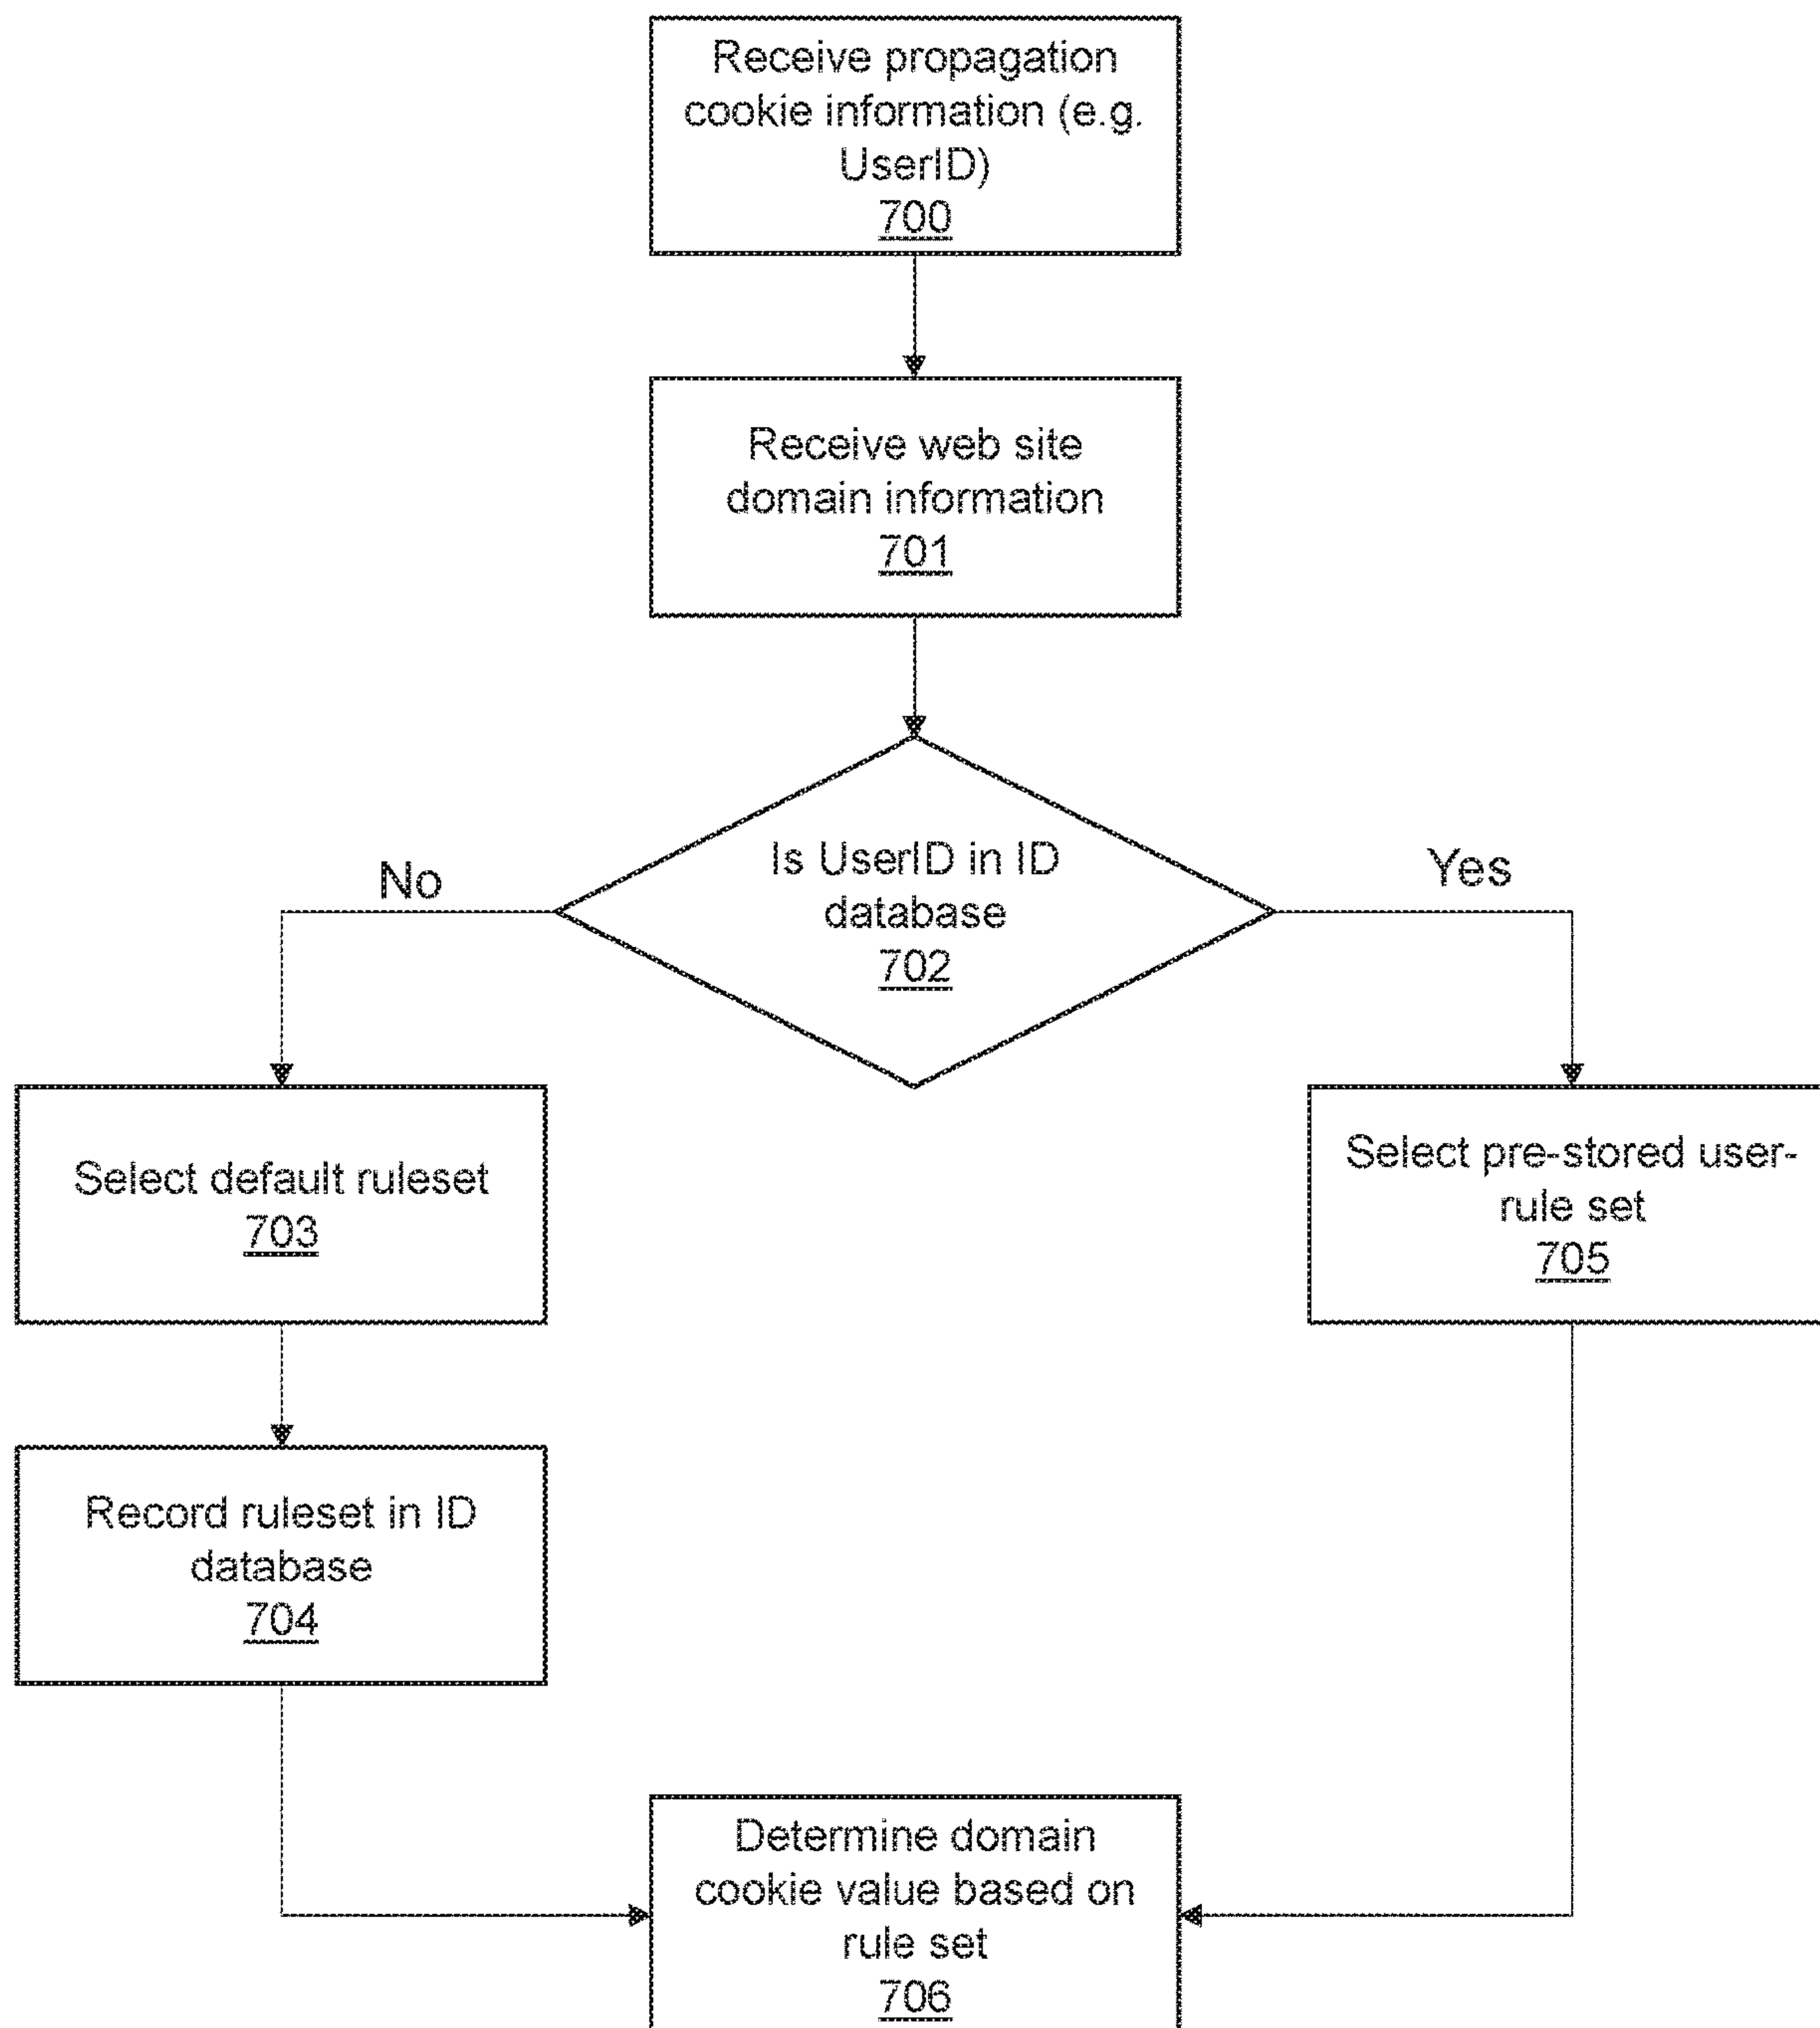 Receive propagation
cookie information (e.g.
UserID)
700
Receive web site
domain information
701
Is UserID in ID
database
702
No
Yes
Select default ruleset
703
Select pre-stored user-
rule set
705
Record ruleset in ID
database
704
Determine domain
cookie value based on
rule set
706